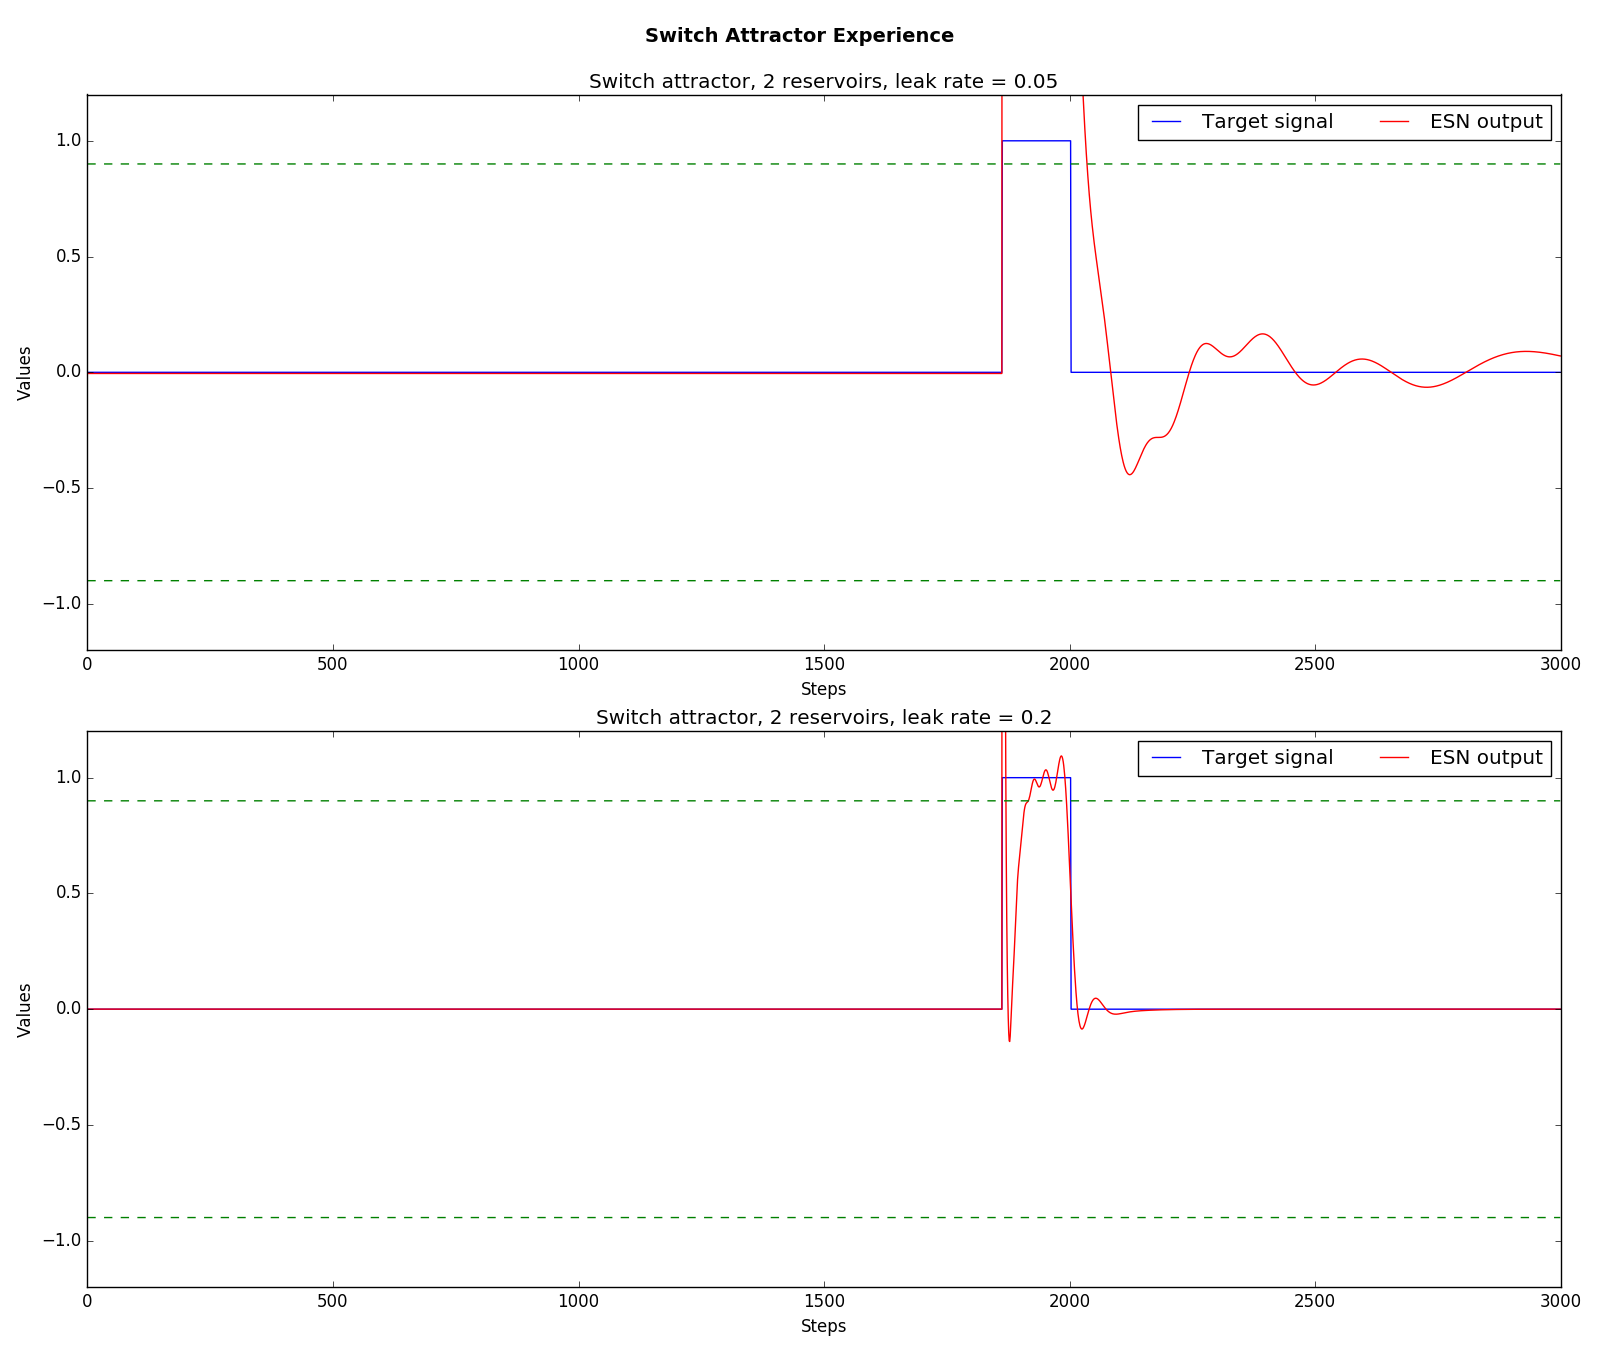 Switch Attractor Experience
Switch attractor, 2 reservoirs, leak rate = 0.05
Target signal ESN output
1.0
0.5
0.0
−0.5
−1.0
Values
0 500 1000 1500 2000 2500 3000
Steps
Switch attractor, 2 reservoirs, leak rate = 0.2
Target signal ESN output
1.0
0.5
0.0
−0.5
−1.0
Values
0 500 1000 1500 2000 2500 3000
Steps